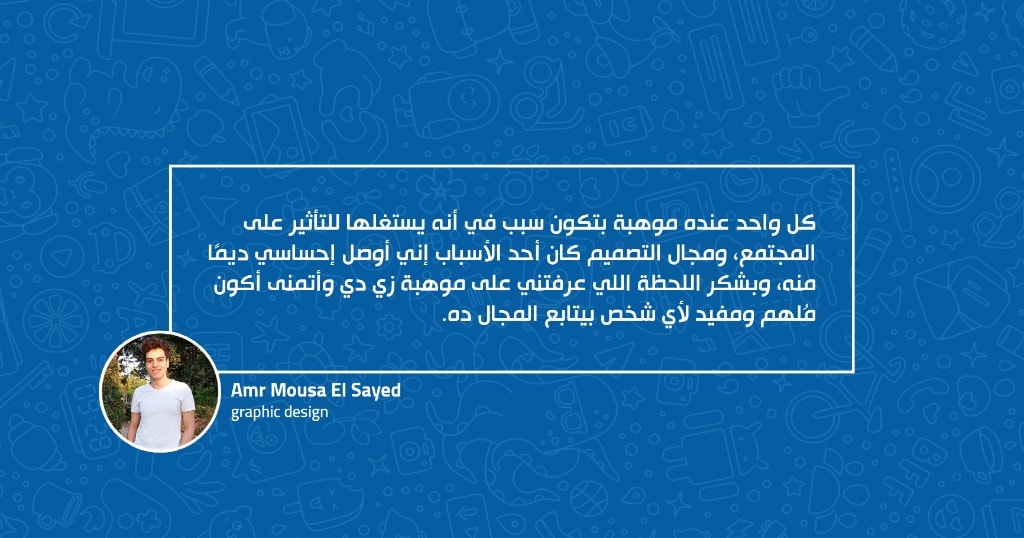 كل واحد عنده موهبة بتكون سبب في أنه يستغلها للتأثير على
المجتمع، ومجال التصميم كان أحد الأسباب إني أوصل إحساسي ديمًا
منه، وبشكر اللحظة اللي عرفتني على موهبة زي دي وأتمنى أكون
مُلهم ومفيد لأي شخص بيتابع المجال ده.
Amr Mousa El Sayed
graphic design